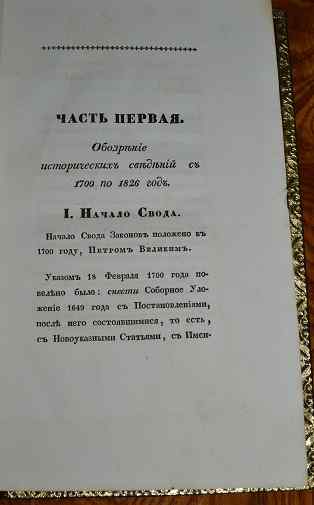 ЧАСТЬ ПЕРВАЯ.
Обозрѣніе
историческихъ свѣдѣній съ
1700 по 1826 годъ.
I. Начало Свода.
Начало Свода Законовъ положено въ
1700 году, Петромъ Великимъ.
Указомъ 18 Февраля 1700 года по-
велѣно было: снести Соборное Уло-
женіе 1649 года съ Постановленіями,
послѣ него состоявшимися, то есть,
съ Новоуказными Статьями, съ Имен-